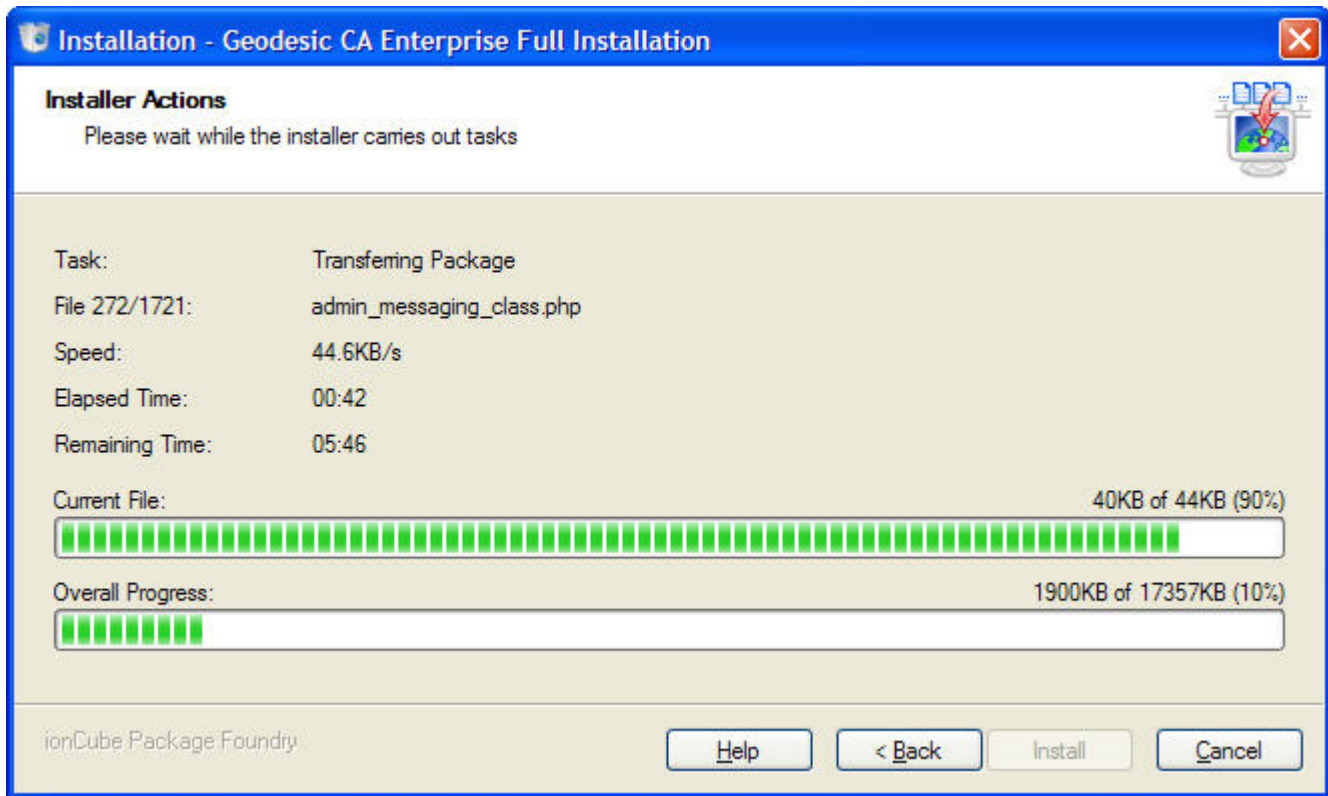 Installation - Geodesic CA Enterprise Full Installation
Installer Actions
Please wait while the installer carries out tasks
Task: Transferring Package
File 272/1721: admin_messaging_class.php
Speed: 44.6KB/s
Elapsed Time: 00:42
Remaining Time: 05:46
Current File: 40KB of 44KB (90%)
Overall Progress: 1900KB of 17357KB (10%)
ionCube Package Foundry Help < Back Install Cancel